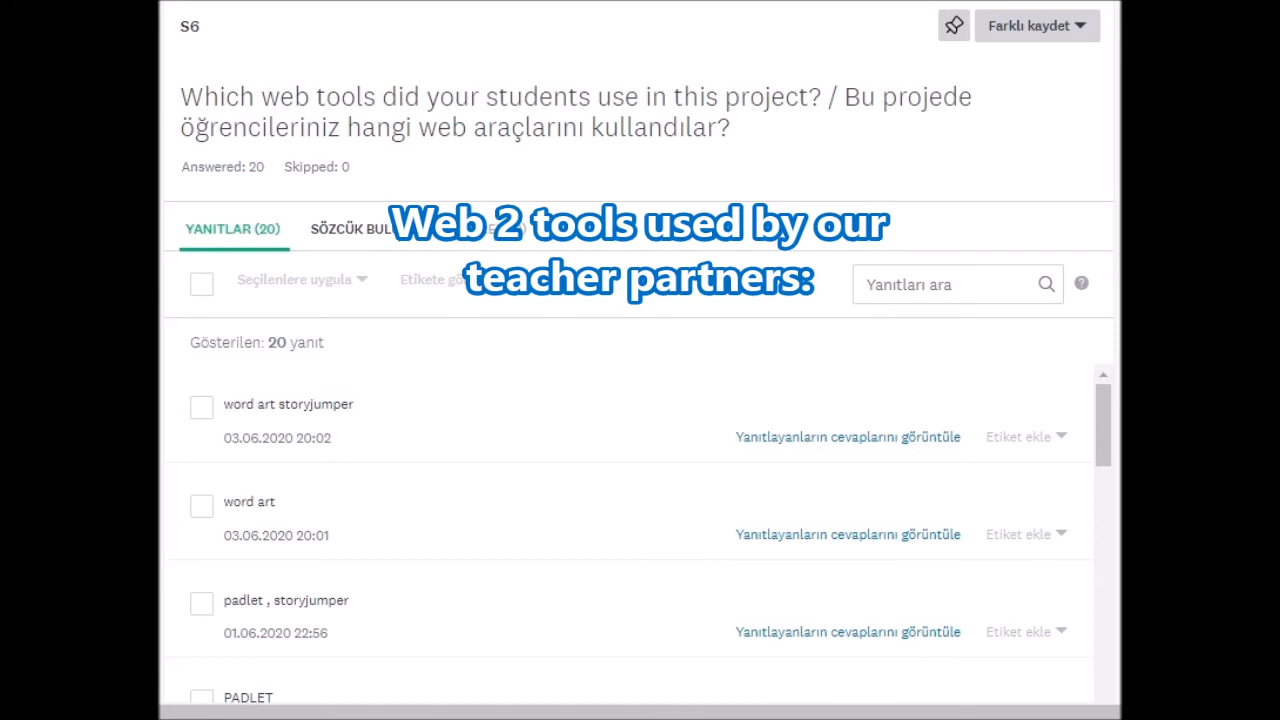 S6
Farklı kaydet
Which web tools did your students use in this project? / Bu projede
öğrencileriniz hangi web araçlarını kullandılar?
Answered: 20 Skipped: 0
YANITLAR (20) SÖZCÜK BUL
Web 2 tools used by our
teacher partners:
Seçilenlere uygula Etikete gö
Yanıtları ara
Gösterilen: 20 yanıt
word art storyjumper
03.06.2020 20:02 Yanıtlayanların cevaplarını görüntüle Etiket ekle
word art
03.06.2020 20:01 Yanıtlayanların cevaplarını görüntüle Etiket ekle
padlet , storyjumper
01.06.2020 22:56 Yanıtlayanların cevaplarını görüntüle Etiket ekle
PADLET